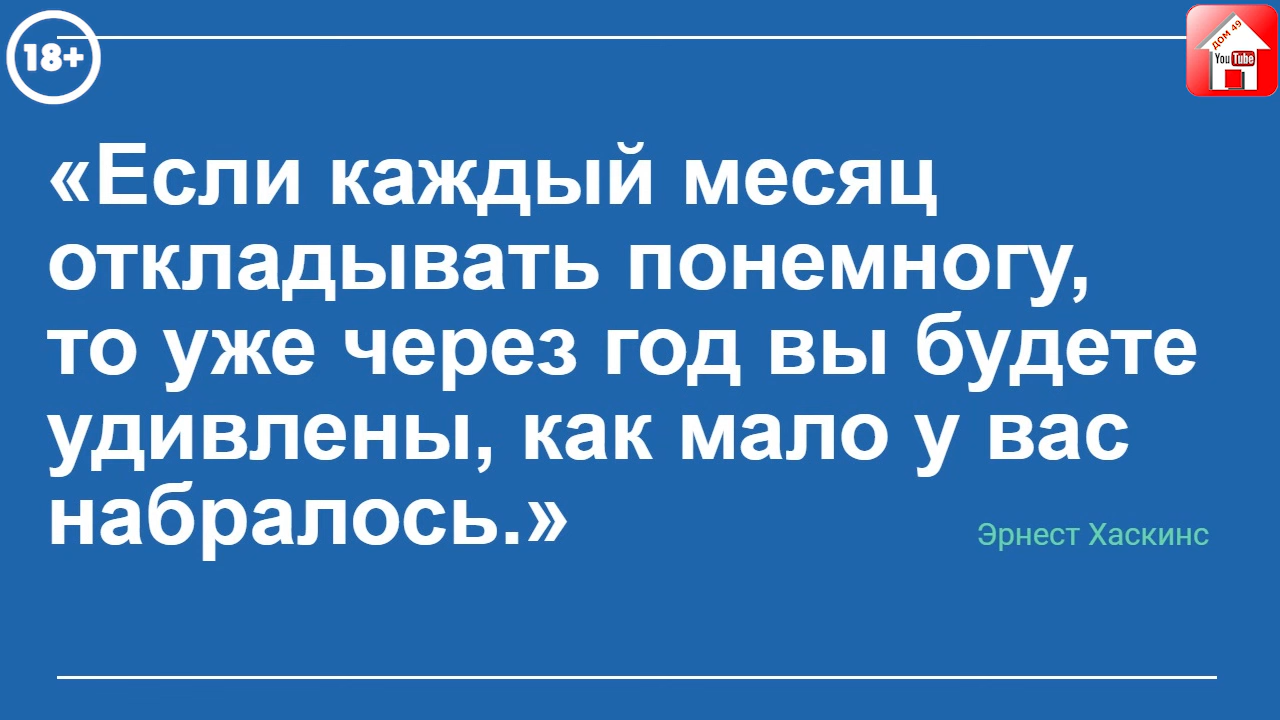 18+
ДОМ 49
YouTube
«Если каждый месяц
откладывать понемногу,
то уже через год вы будете
удивлены, как мало у вас
набралось.»
Эрнест Хаскинс